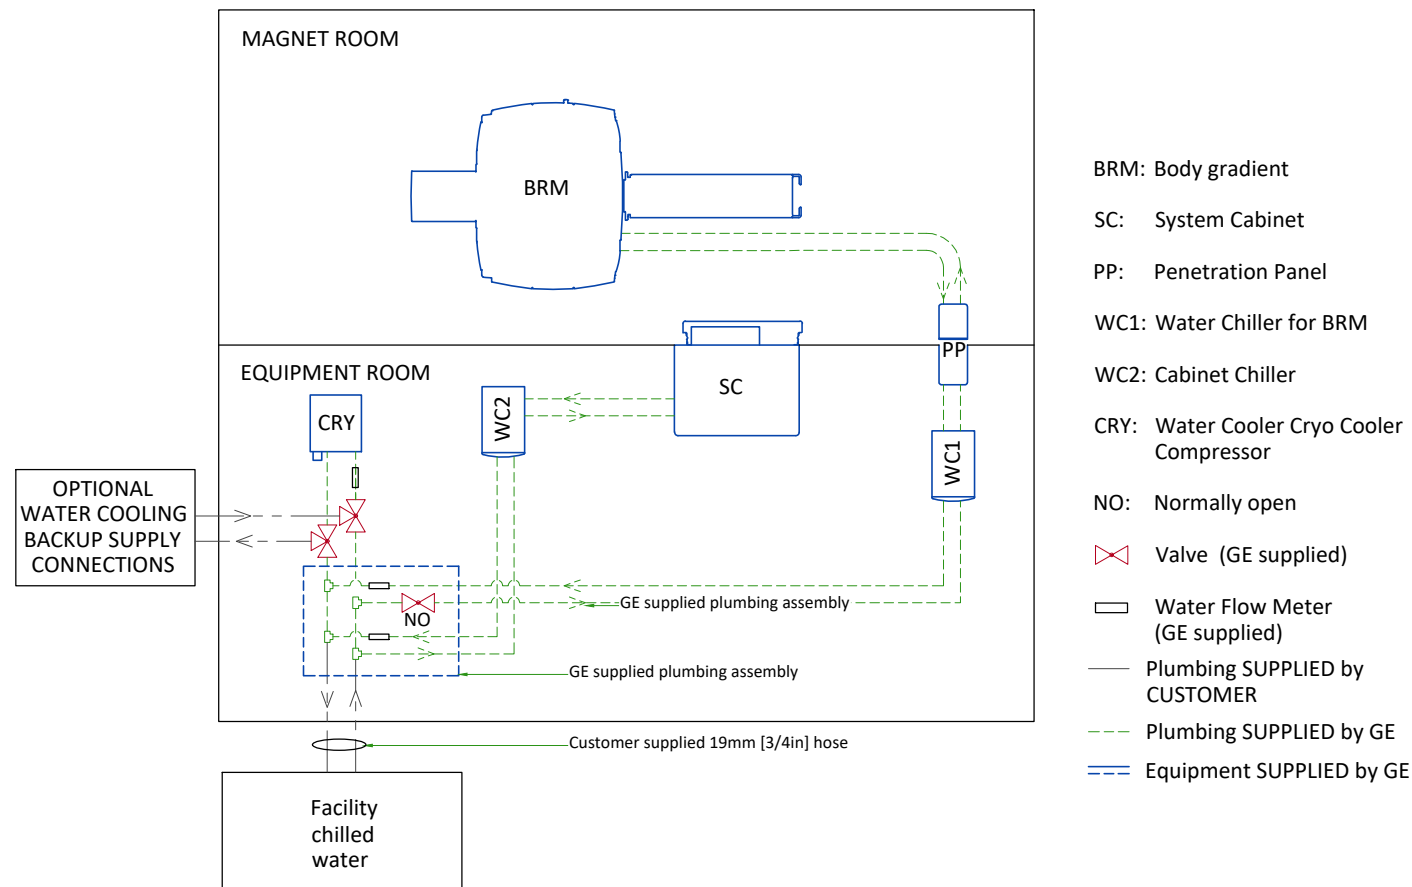 MAGNET ROOM
BRM
PP
EQUIPMENT ROOM
SC
CRY
WC2
WC1
OPTIONAL
WATER COOLING
BACKUP SUPPLY
CONNECTIONS
GE supplied plumbing assembly
NO
GE supplied plumbing assembly
Customer supplied 19mm [3/4in] hose
Facility
chilled
water
BRM: Body gradient
SC: System Cabinet
PP: Penetration Panel
WC1: Water Chiller for BRM
WC2: Cabinet Chiller
CRY: Water Cooler Cryo Cooler
Compressor
NO: Normally open
Valve (GE supplied)
Water Flow Meter
(GE supplied)
Plumbing SUPPLIED by
CUSTOMER
Plumbing SUPPLIED by GE
Equipment SUPPLIED by GE